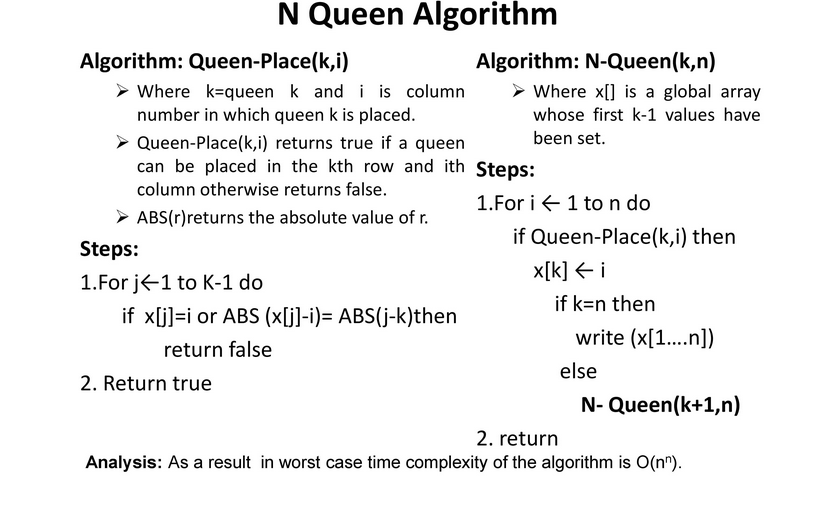 N Queen Algorithm
Algorithm: Queen-Place(k,i)
➢ Where k=queen k and i is column
number in which queen k is placed.
➢ Queen-Place(k,i) returns true if a queen
can be placed in the kth row and ith
column otherwise returns false.
➢ ABS(r)returns the absolute value of r.
Steps:
1.For j←1 to K-1 do
if x[j]=i or ABS (x[j]-i)= ABS(j-k)then
return false
2. Return true
Algorithm: N-Queen(k,n)
➢ Where x[] is a global array
whose first k-1 values have
been set.
Steps:
1.For i ← 1 to n do
if Queen-Place(k,i) then
x[k] ← i
if k=n then
write (x[1....n])
else
N- Queen(k+1,n)
2. return
Analysis: As a result in worst case time complexity of the algorithm is O(nⁿ).